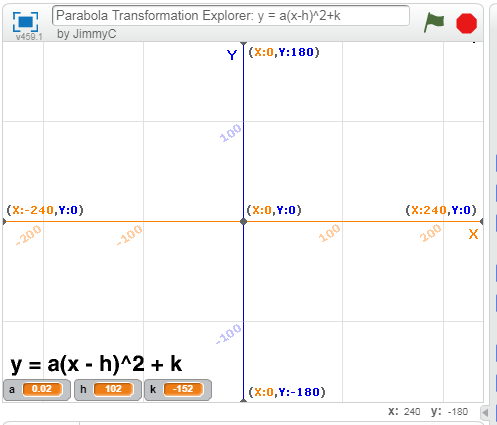 Parabola Transformation Explorer: y = a(x-h)^2+k
v459.1
by JimmyC
Y
(X:0,Y:180)
100
(X:-240,Y:0)
(X:0,Y:0)
(X:240,Y:0)
-200
-100
100
200
X
-100
y = a(x - h)^2 + k
a 0.02
h 102
k -152
(X:0,Y:-180)
x: 240 y: -180